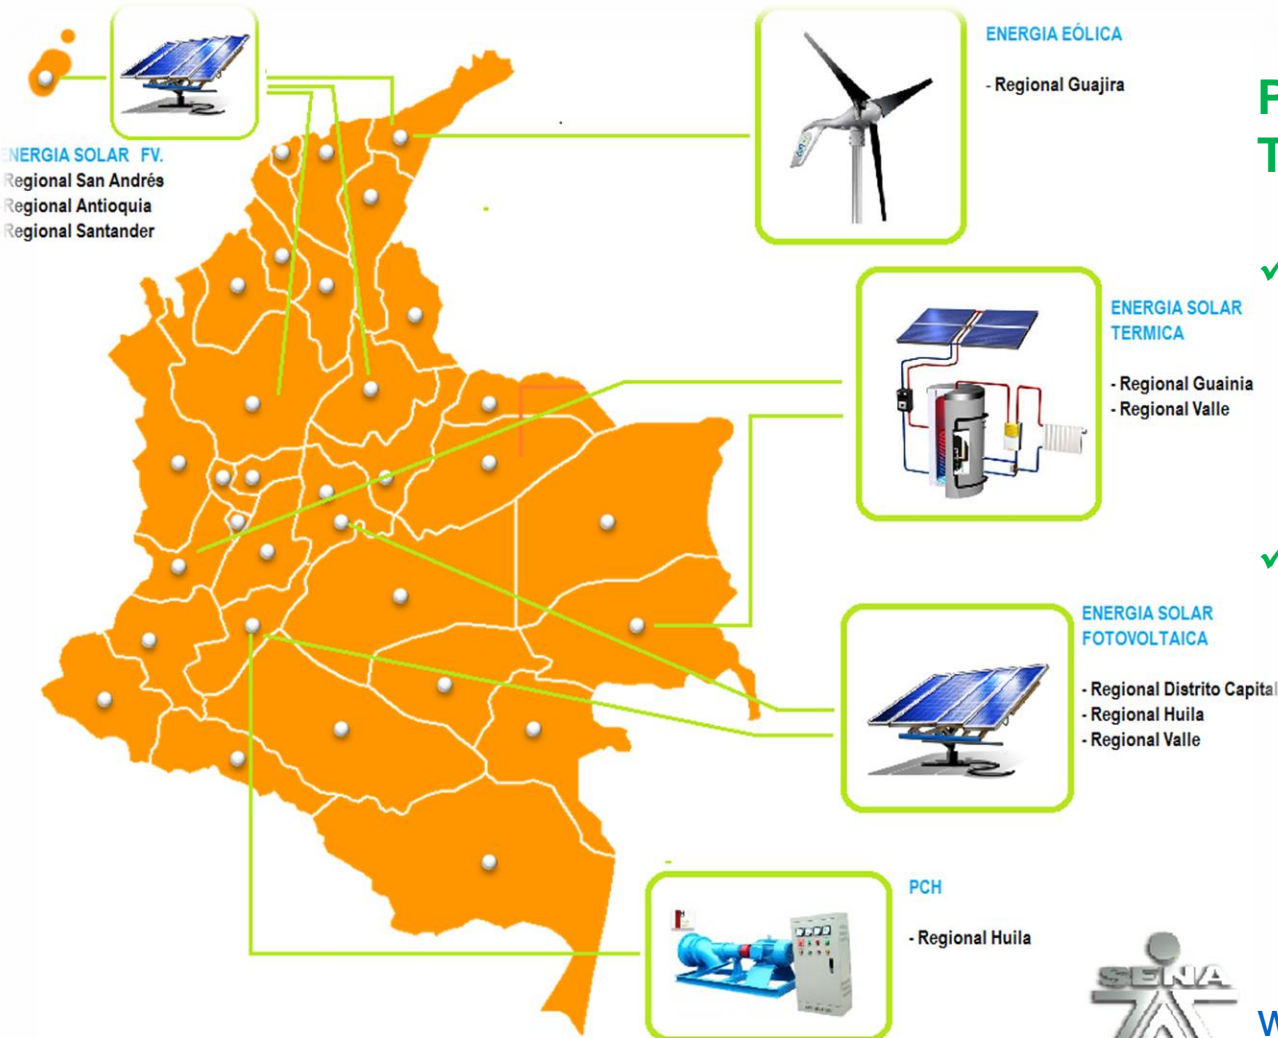 ENERGIA EÓLICA
- Regional Guajira
ENERGIA SOLAR FV.
Regional San Andrés
Regional Antioquia
Regional Santander
ENERGIA SOLAR
TERMICA
- Regional Guainia
- Regional Valle
ENERGIA SOLAR
FOTOVOLTAICA
- Regional Distrito Capital
- Regional Huila
- Regional Valle
PCH
- Regional Huila
SENA
P
T
W